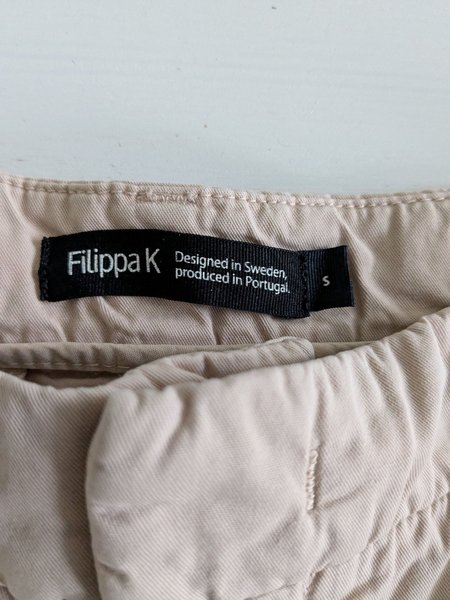 Filippa K
Designed in Sweden,
produced in Portugal.
S